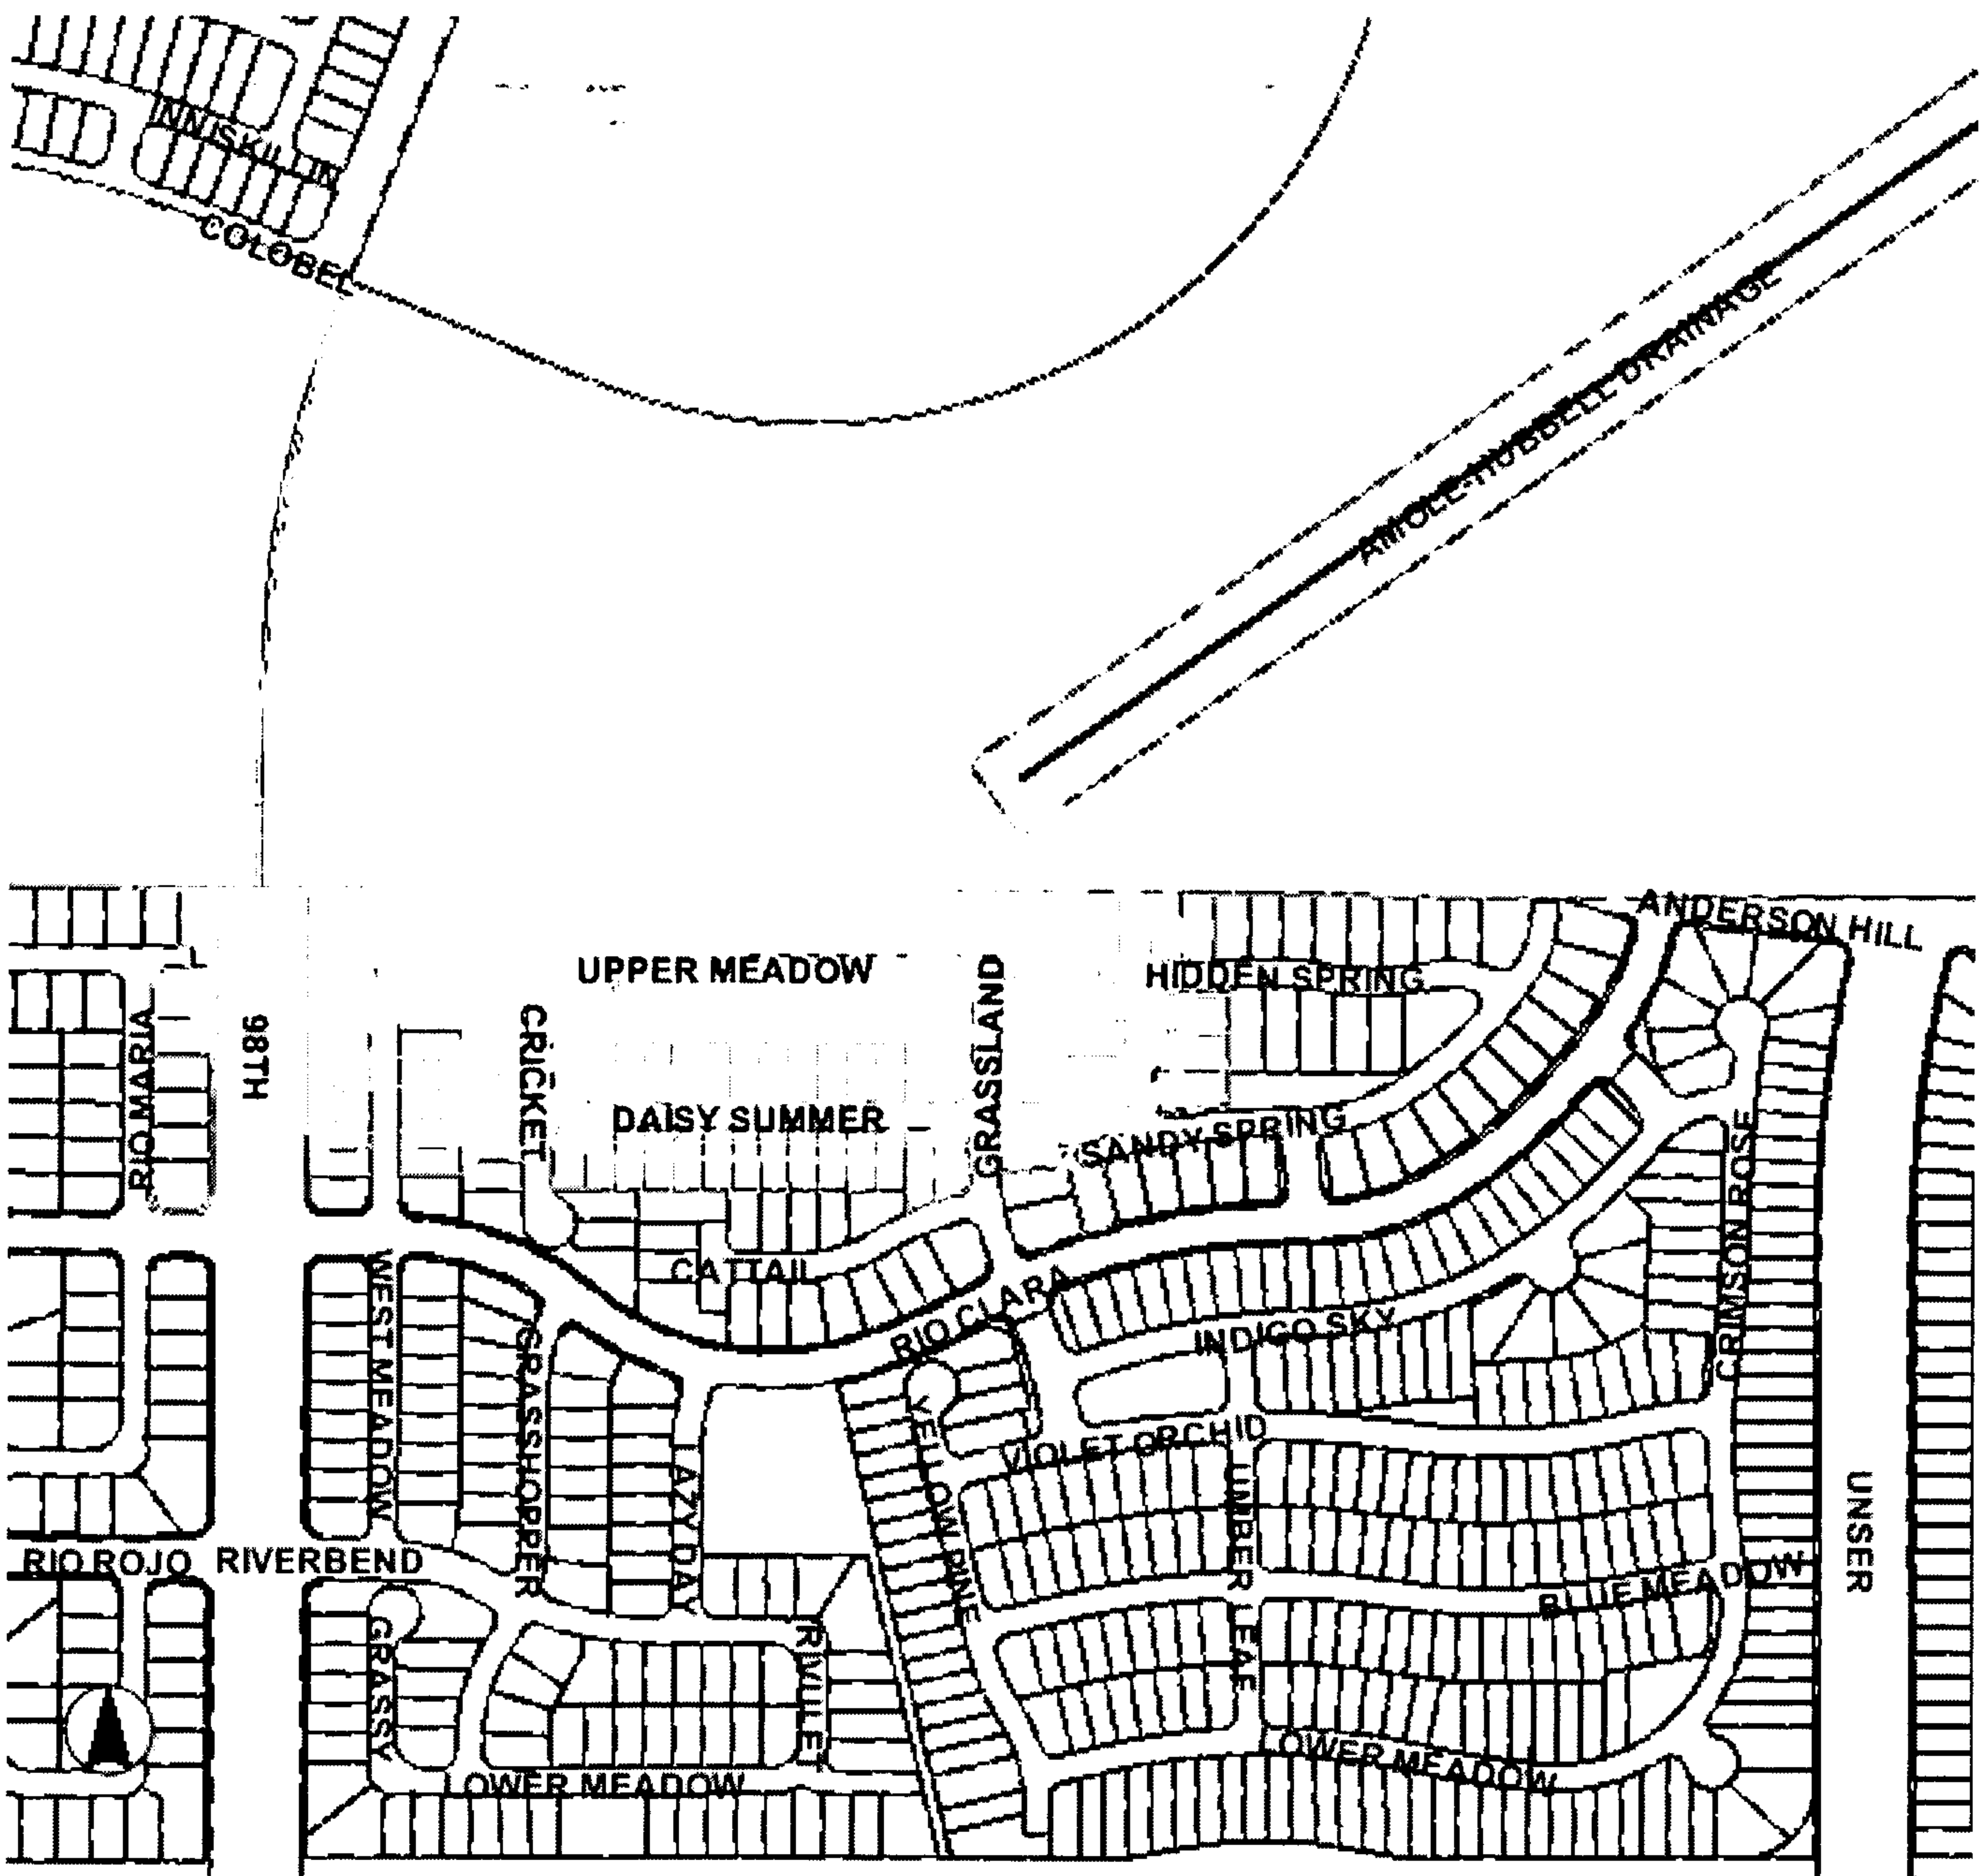 INNISKILLIN
COLOBEL
AMOLE-HUBBELL DRAINAGE
ANDERSON HILL
UPPER MEADOW
HIDDEN SPRING
GRASSLAND
CRICKET
98TH
RIO MARIA
DAISY SUMMER
SANDY SPRING
CRIMSON ROSE
CATTAIL
RIO CLARA
INDIGO SKY
WEST MEADOW
GRASSHOPPER
LAZY DAY
YELLOW PINE
VIOLET ORCHID
UMBER LEAF
UNSER
RIO ROJO
RIVERBEND
BLUE MEADOW
GRASSY
RIVULET
LOWER MEADOW
LOWER MEADOW